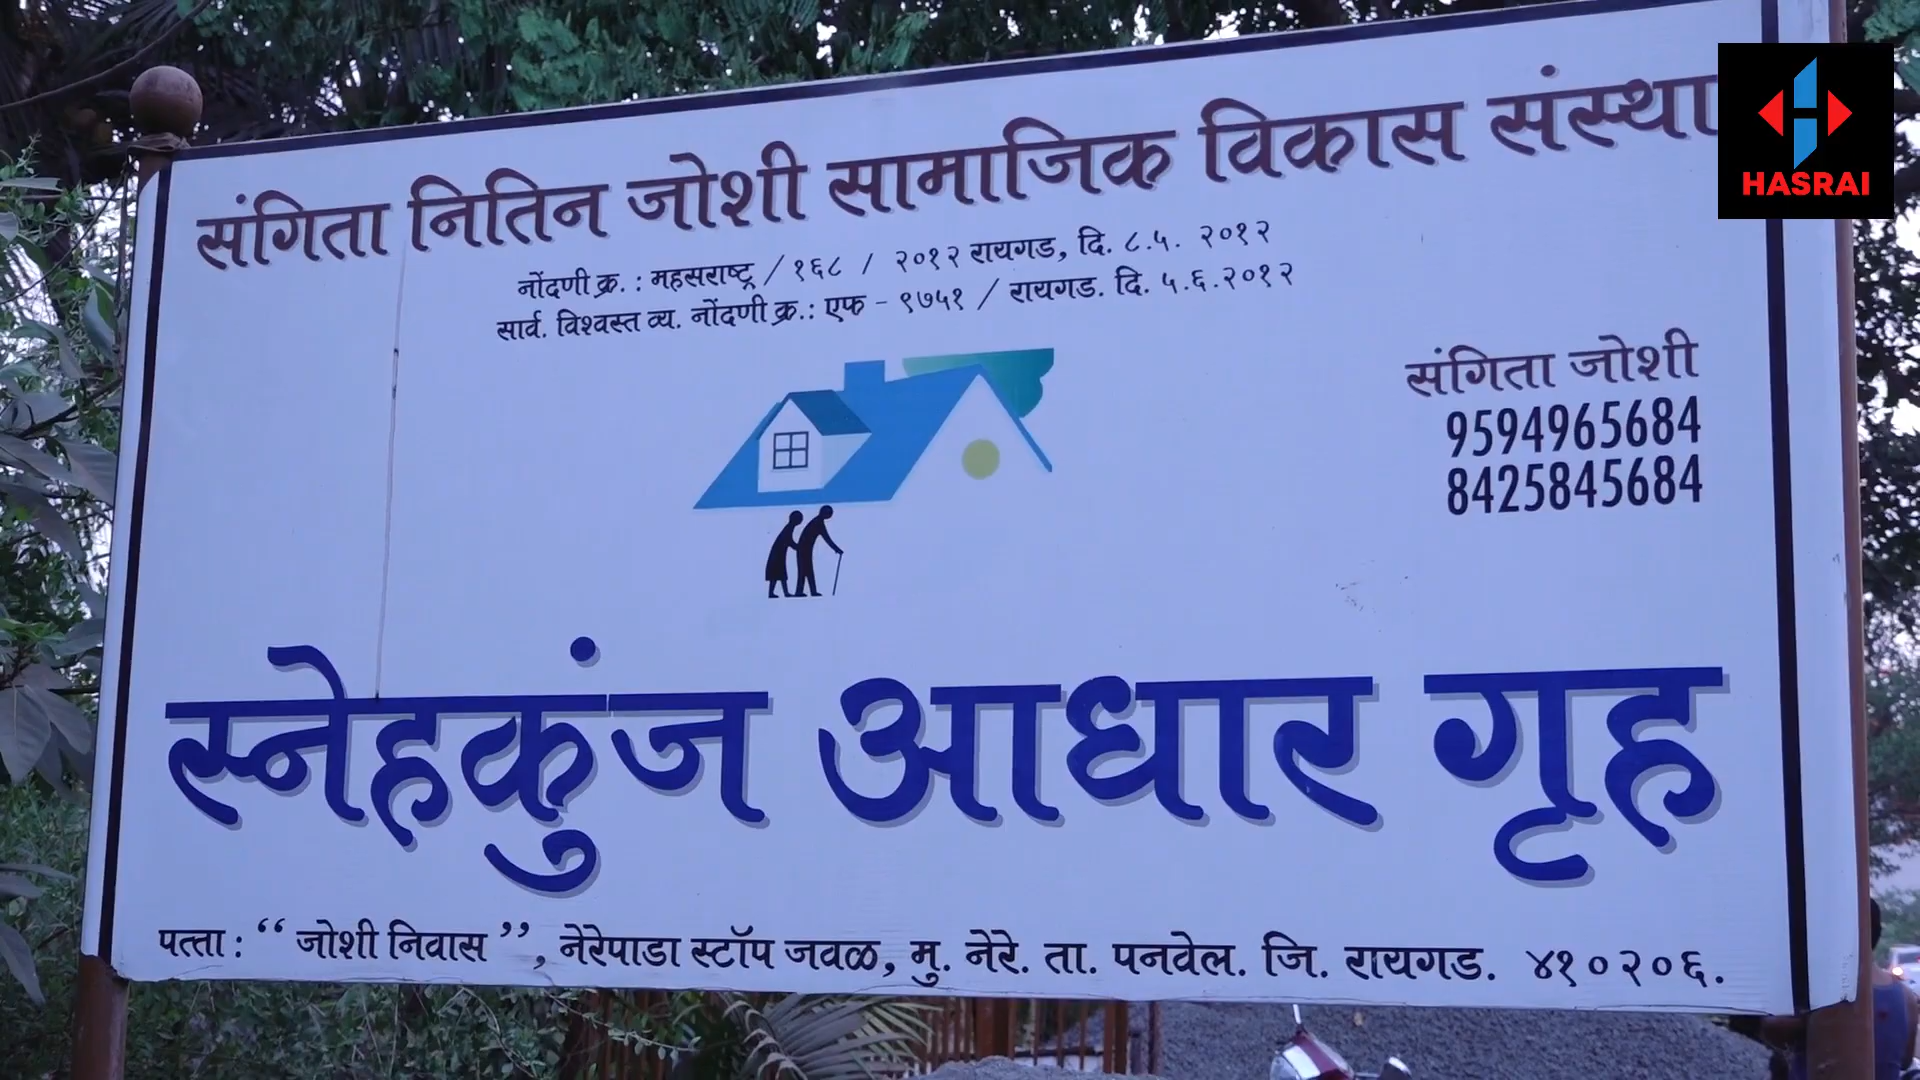 संगिता नितिन जोशी सामाजिक विकास संस्था
HASRAI
नोंदणी क्र. : महसराष्ट्र / १६८ / २०१२ रायगड, दि. ८.५. २०१२
सार्व. विश्वस्त व्य. नोंदणी क्र.: एफ - ९७५१ / रायगड. दि. ५.६.२०१२
संगिता जोशी
9594965684
8425845684
स्नेहकुंज आधार गृह
पत्ता : “ जोशी निवास ”, नेरेपाडा स्टॉप जवळ, मु. नेरे. ता. पनवेल. जि. रायगड. ४१०२०६.